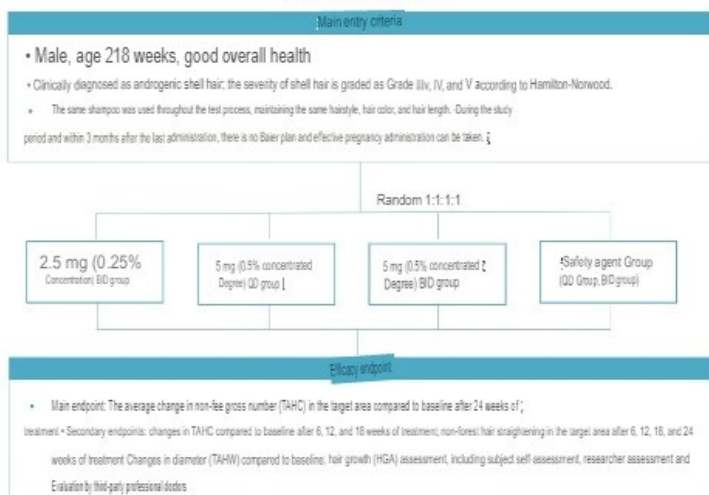 Main entry criteria
• Male, age 218 weeks, good overall health
• Clinically diagnosed as androgenic shell hair; the severity of shell hair is graded as Grade IIIv, IV, and V according to Hamilton-Norwood.
• The same shampoo was used throughout the test process, maintaining the same hairstyle, hair color, and hair length. -During the study
period and within 3 months after the last administration, there is no Baier plan and effective pregnancy administration can be taken.
Random 1:1:1:1
2.5 mg (0.25%
Concentration) BID group
5 mg (0.5% concentrated
Degree) QD group
5 mg (0.5% concentrated
Degree) BID group
Safely agent Group
(QD Group, BID group)
Efficacy endpoint
• Main endpoint: The average change in non-fee gross number (TAHC) in the target area compared to baseline after 24 weeks of
treatment • Secondary endpoints: changes in TAHC compared to baseline after 6, 12, and 18 weeks of treatment; non-forest hair straightening in the target area after 6, 12, 18, and 24
weeks of treatment Changes in diameter (TAHW) compared to baseline; hair growth (HGA) assessment, including subject self-assessment, researcher assessment and
Evaluation by third-party professional doctors